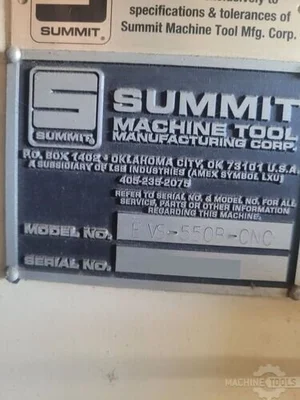 specifications & tolerances of
SUMMIT Summit Machine Tool Mfg. Corp.
SUMMIT
MACHINE TOOL
MANUFACTURING CORP.
SUMMIT®
P.O. BOX 1402 • OKLAHOMA CITY, OK 73101 U.S.A.
A SUBSIDIARY OF LSB INDUSTRIES (AMEX SYMBOL LXU)
405-235-2075
REFER TO SERIAL NO. & MODEL NO. FOR ALL
SERVICE, PARTS OR OTHER INFORMATION
REGARDING THIS MACHINE.
MODEL NO.
SERIAL NO.
MACHINE TOOLS